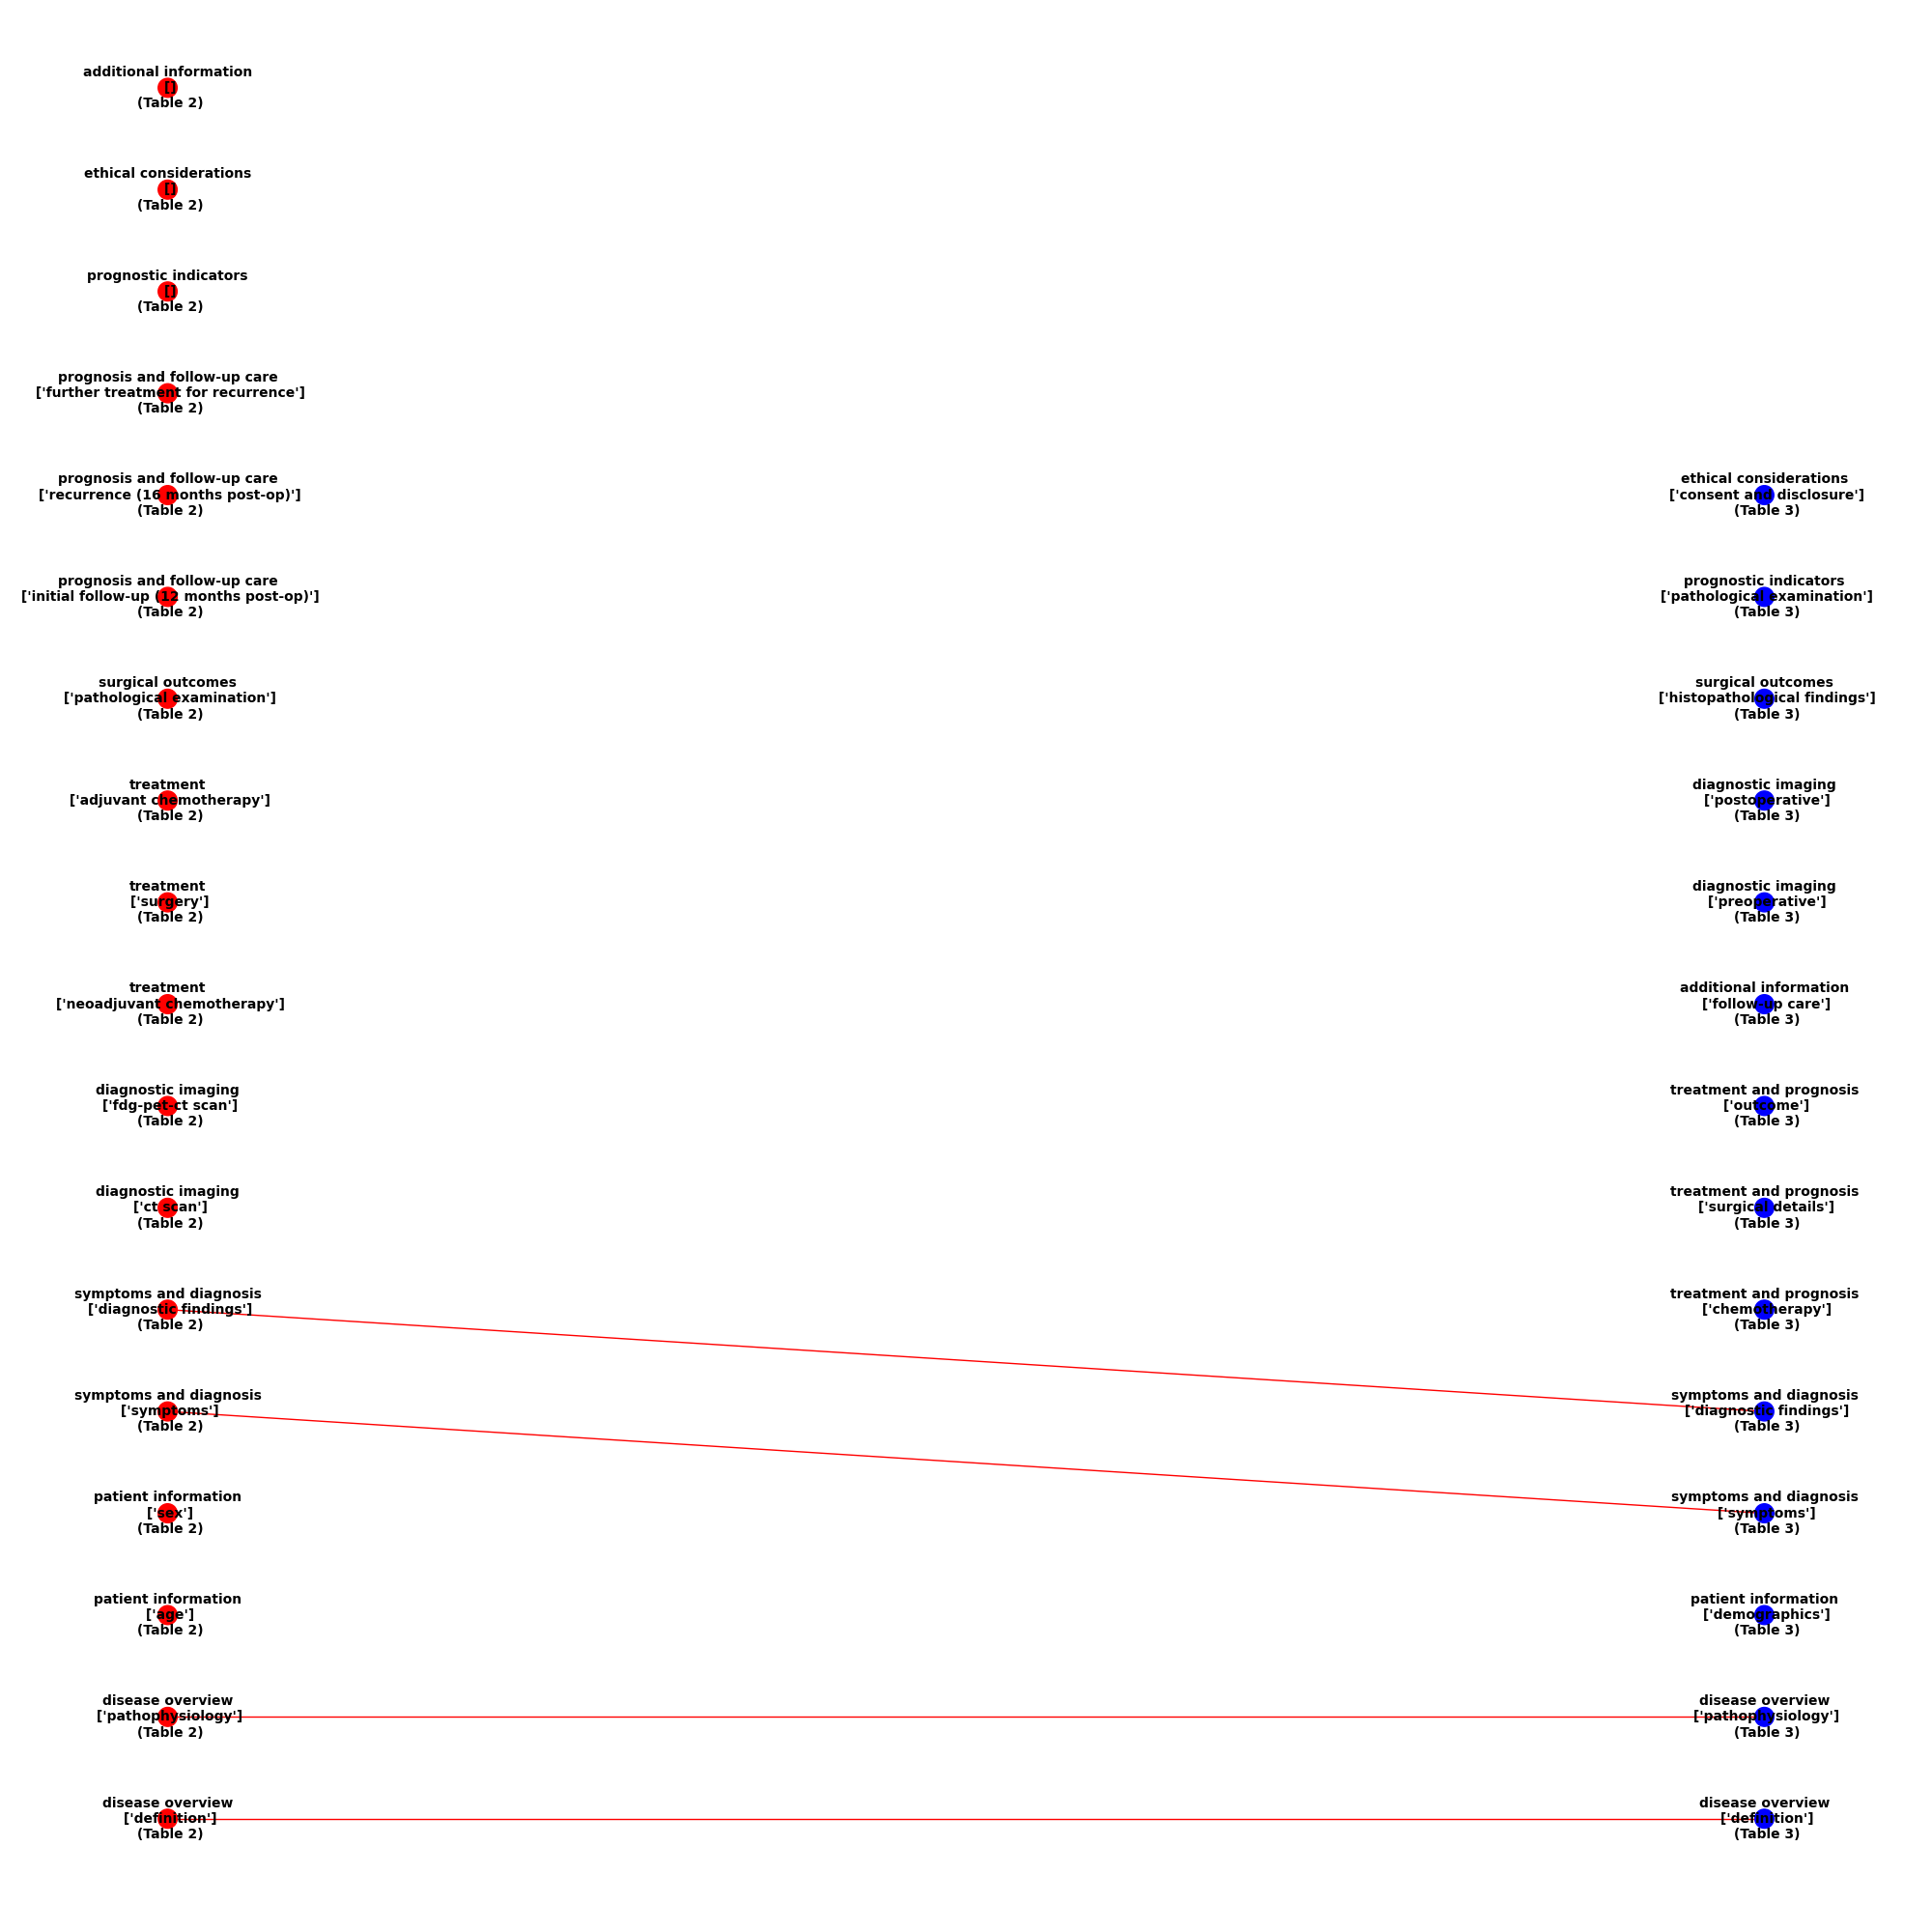 additional information
[]
(Table 2)
ethical considerations
[]
(Table 2)
prognostic indicators
[]
(Table 2)
prognosis and follow-up care
['further treatment for recurrence']
(Table 2)
prognosis and follow-up care
['recurrence (16 months post-op)']
(Table 2)
prognosis and follow-up care
['initial follow-up (12 months post-op)']
(Table 2)
surgical outcomes
['pathological examination']
(Table 2)
treatment
['adjuvant chemotherapy']
(Table 2)
treatment
['surgery']
(Table 2)
treatment
['neoadjuvant chemotherapy']
(Table 2)
diagnostic imaging
['fdg-pet-ct scan']
(Table 2)
diagnostic imaging
['ct scan']
(Table 2)
symptoms and diagnosis
['diagnostic findings']
(Table 2)
symptoms and diagnosis
['symptoms']
(Table 2)
patient information
['sex']
(Table 2)
patient information
['age']
(Table 2)
disease overview
['pathophysiology']
(Table 2)
disease overview
['definition']
(Table 2)
ethical considerations
['consent and disclosure']
(Table 3)
prognostic indicators
['pathological examination']
(Table 3)
surgical outcomes
['histopathological findings']
(Table 3)
diagnostic imaging
['postoperative']
(Table 3)
diagnostic imaging
['preoperative']
(Table 3)
additional information
['follow-up care']
(Table 3)
treatment and prognosis
['outcome']
(Table 3)
treatment and prognosis
['surgical details']
(Table 3)
treatment and prognosis
['chemotherapy']
(Table 3)
symptoms and diagnosis
['diagnostic findings']
(Table 3)
symptoms and diagnosis
['symptoms']
(Table 3)
patient information
['demographics']
(Table 3)
disease overview
['pathophysiology']
(Table 3)
disease overview
['definition']
(Table 3)